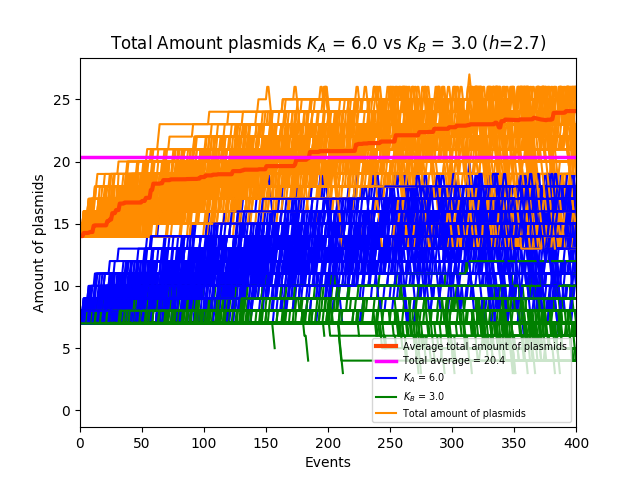 Total Amount plasmids K_A = 6.0 vs K_B = 3.0 (h=2.7)
Amount of plasmids
25
20
15
10
5
0
Average total amount of plasmids
Total average = 20.4
K_A = 6.0
K_B = 3.0
Total amount of plasmids
0 50 100 150 200 250 300 350 400
Events